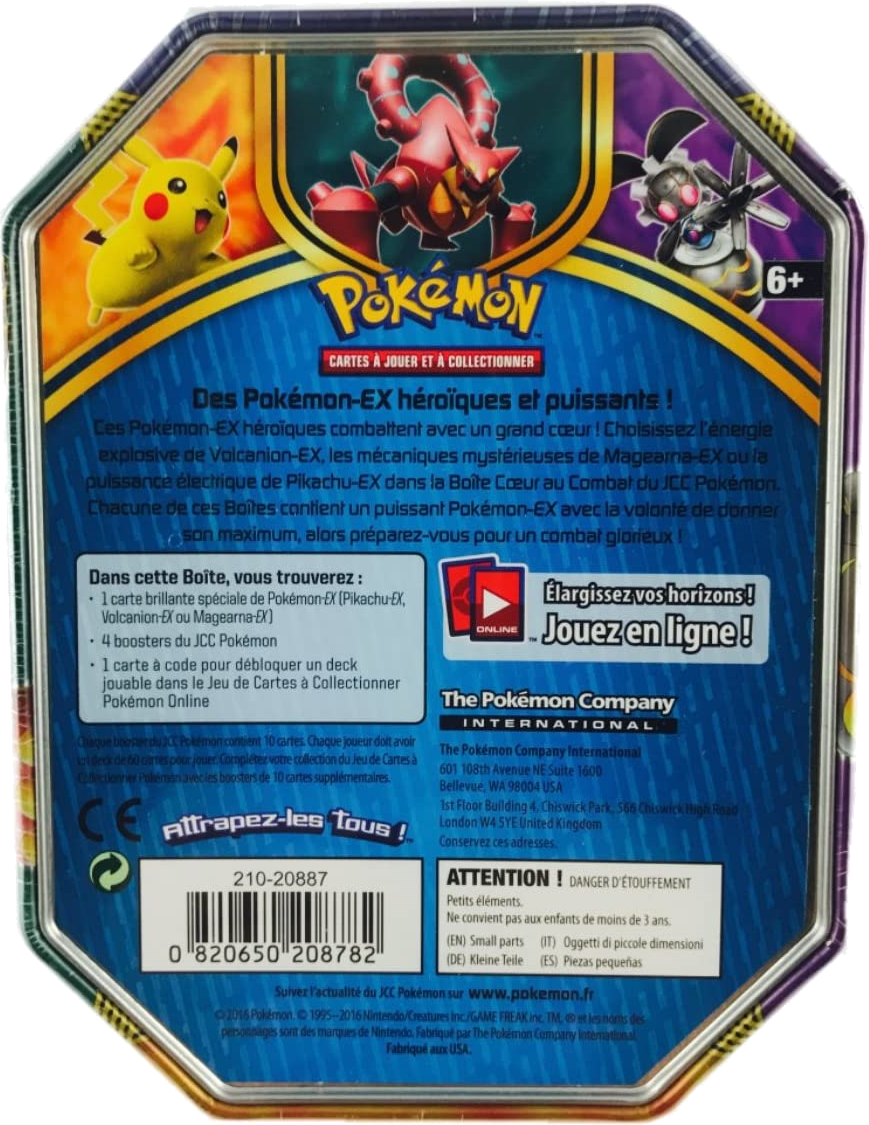 6+
POKéMON
™
CARTES À JOUER ET À COLLECTIONNER
Des Pokémon-EX héroïques et puissants !
Ces Pokémon-EX héroïques combattent avec un grand cœur ! Choisissez l'énergie
explosive de Volcanion-EX, les mécaniques mystérieuses de Magearna-EX ou la
puissance électrique de Pikachu-EX dans la Boîte Cœur au Combat du JCC Pokémon.
Chacune de ces Boîtes contient un puissant Pokémon-EX avec la volonté de donner
son maximum, alors préparez-vous pour un combat glorieux !
Dans cette Boîte, vous trouverez :
• 1 carte brillante spéciale de Pokémon-EX (Pikachu-EX,
Volcanion-EX ou Magearna-EX)
• 4 boosters du JCC Pokémon
• 1 carte à code pour débloquer un deck
jouable dans le Jeu de Cartes à Collectionner
Pokémon Online
ONLINE
™
Élargissez vos horizons !
Jouez en ligne !
Chaque booster du JCC Pokémon contient 10 cartes. Chaque joueur doit avoir
un deck de 60 cartes pour jouer. Complétez votre collection du Jeu de Cartes à
Collectionner Pokémon avec les boosters de 10 cartes supplémentaires.
The Pokémon Company
INTERNATIONAL
The Pokémon Company International
601 108th Avenue NE Suite 1600
Bellevue, WA 98004 USA
1st Floor Building 4, Chiswick Park, 566 Chiswick High Road
London W4 5YE United Kingdom
Conservez ces adresses.
CE
Attrapez-les Tous !™
210-20887
0 820650 208782
ATTENTION ! DANGER D'ÉTOUFFEMENT
Petits éléments.
Ne convient pas aux enfants de moins de 3 ans.
(EN) Small parts (IT) Oggetti di piccole dimensioni
(DE) Kleine Teile (ES) Piezas pequeñas
Suivez l'actualité du JCC Pokémon sur www.pokemon.fr
© 2016 Pokémon. © 1995–2016 Nintendo/Creatures Inc./GAME FREAK inc. TM, ® et les noms des
personnages sont des marques de Nintendo. Fabriqué par The Pokémon Company International.
Fabriqué aux USA.